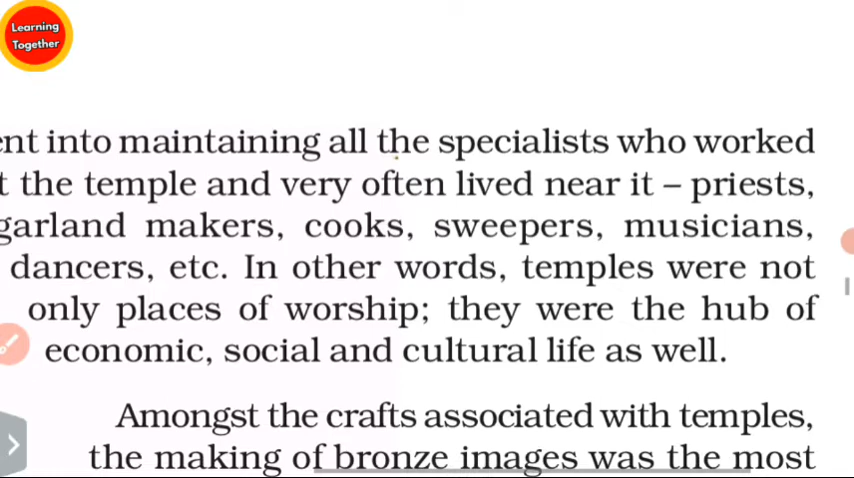 Learning
Together
ent into maintaining all the specialists who worked
t the temple and very often lived near it – priests,
garland makers, cooks, sweepers, musicians,
dancers, etc. In other words, temples were not
only places of worship; they were the hub of
economic, social and cultural life as well.
Amongst the crafts associated with temples,
the making of bronze images was the most